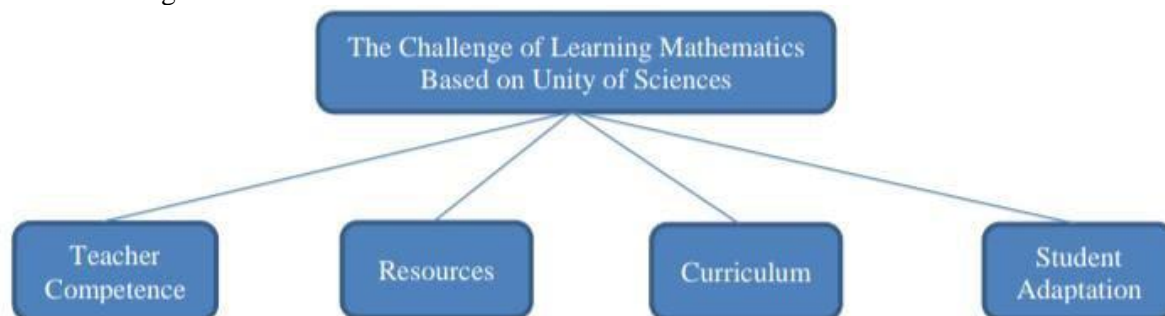 The Challenge of Learning Mathematics
Based on Unity of Sciences
Teacher
Competence
Resources
Curriculum
Student
Adaptation